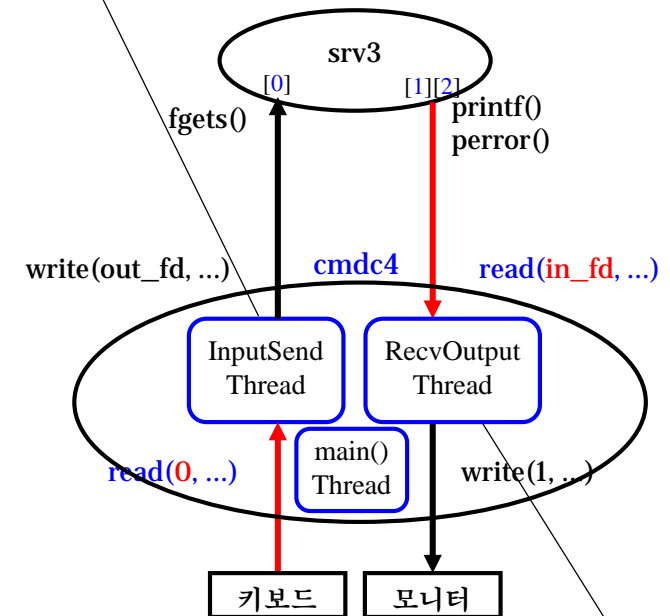 srv3
[0]
[1][2]
fgets()
printf()
perror()
write(out_fd, ...)
cmdc4
read(in_fd, ...)
InputSend
Thread
RecvOutput
Thread
main()
Thread
read(0, ...)
write(1, ...)
키보드
모니터